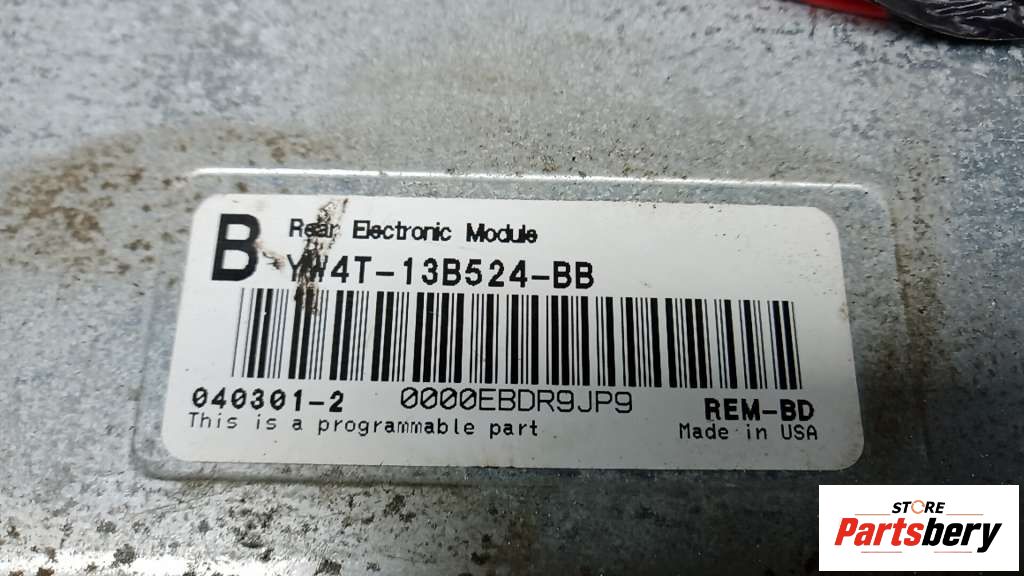 B
Rear Electronic Module
YW4T-13B524-BB
040301-2 0000EBDR9JP9 REM-BD
This is a programmable part Made in USA
STORE
Partsbery